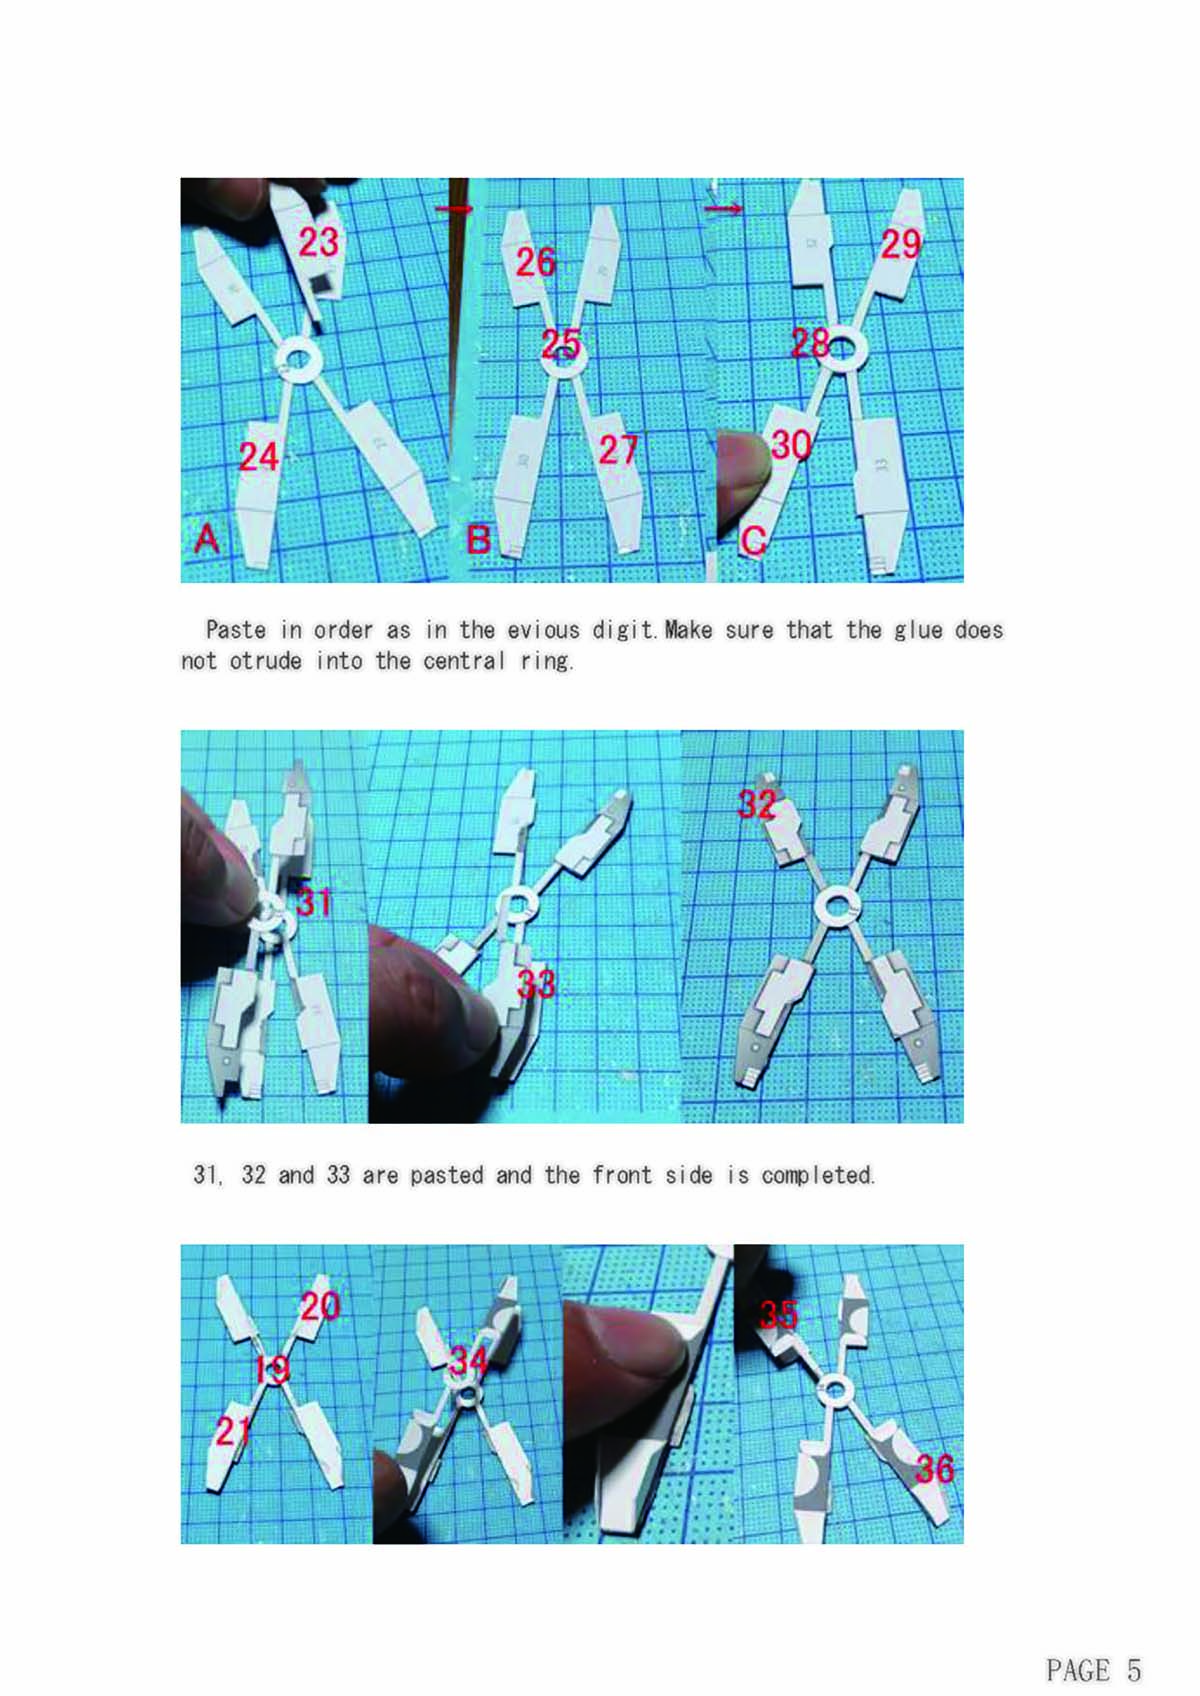 23
26
29
25
28
24
27
30
13
A
B
C
Paste in order as in the evious digit.Make sure that the glue does
not otrude into the central ring.
31
33
32
31, 32 and 33 are pasted and the front side is completed.
20
19
21
34
35
36
PAGE 5